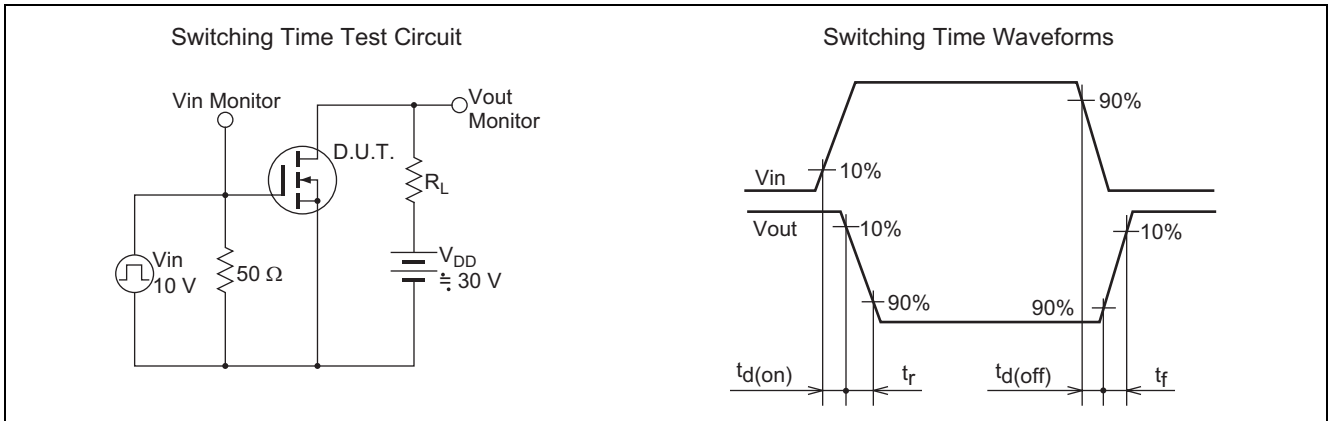 Switching Time Test Circuit
Vin Monitor
Vout
Monitor
D.U.T.
RL
Vin
10 V
50 Ω
VDD
≒ 30 V
Switching Time Waveforms
90%
Vin
10%
Vout
10%
10%
90%
90%
td(on)
tr
td(off)
tf